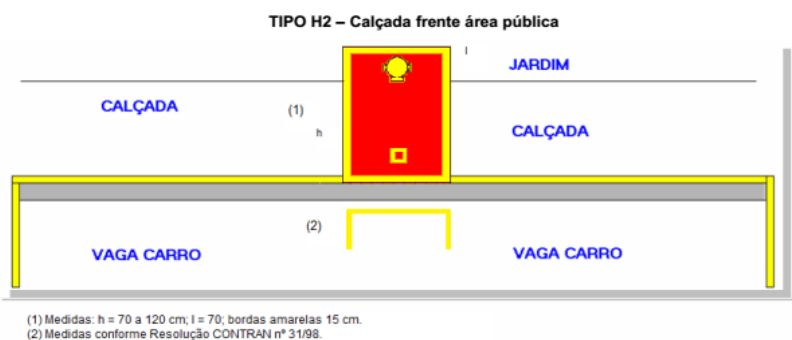 TIPO H2 – Calçada frente área pública
l
JARDIM
CALÇADA
(1)
h
CALÇADA
(2)
VAGA CARRO
VAGA CARRO
(1) Medidas: h = 70 a 120 cm; l = 70; bordas amarelas 15 cm.
(2) Medidas conforme Resolução CONTRAN nº 31/98.